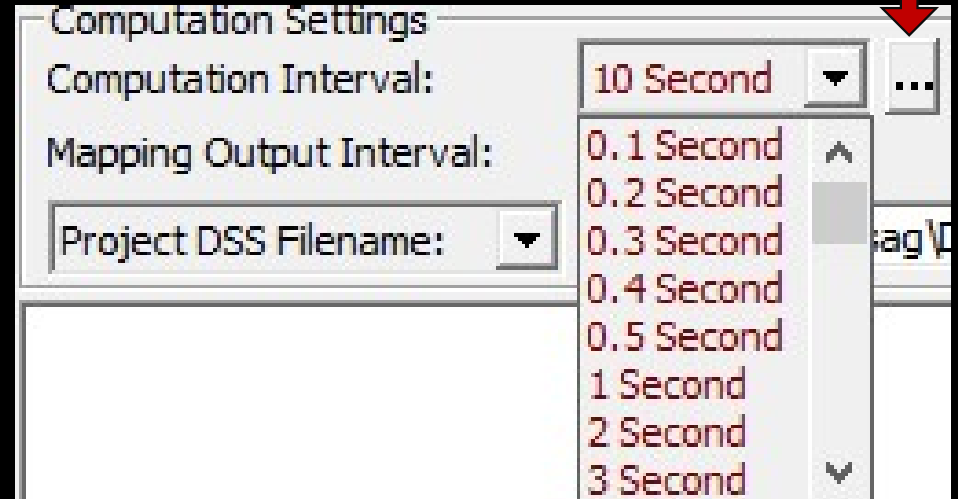 Computation Settings
Computation Interval:
10 Second
...
Mapping Output Interval:
0.1 Second
0.2 Second
Project DSS Filename:
0.3 Second
sag\D
0.4 Second
0.5 Second
1 Second
2 Second
3 Second